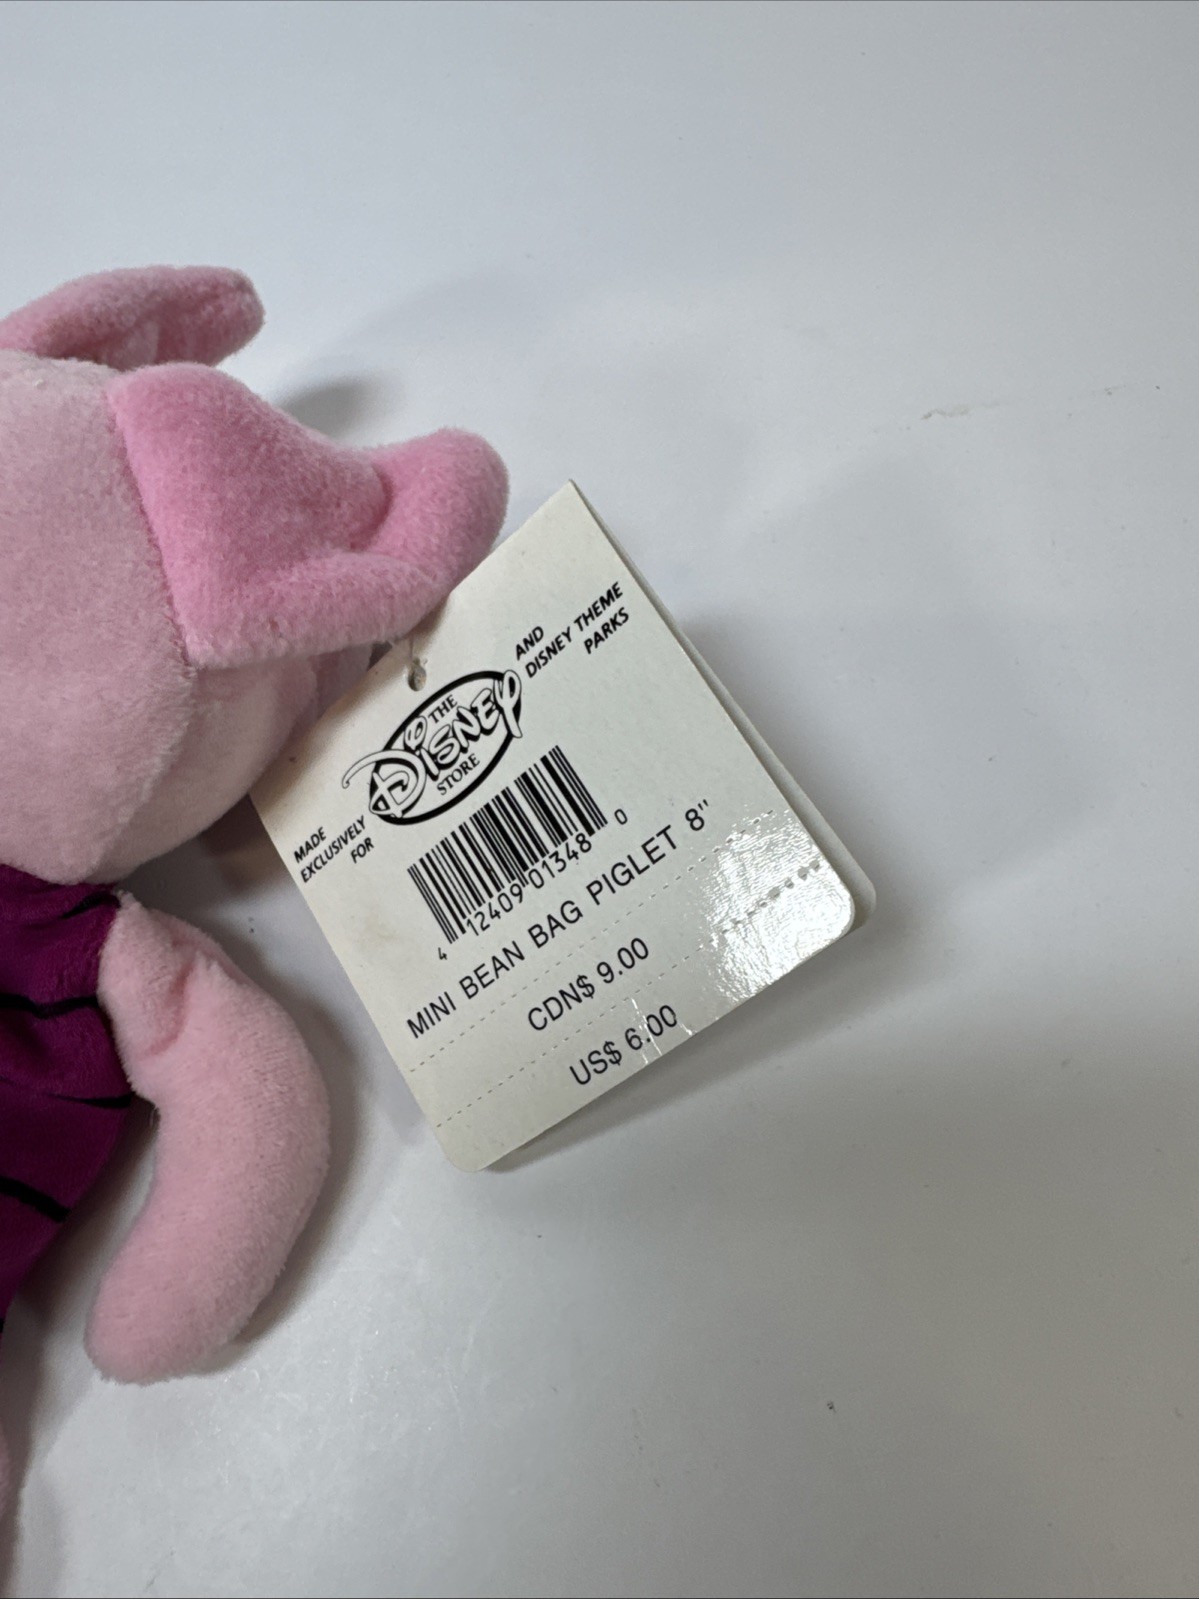 MADE
EXCLUSIVELY
FOR
THE
DISNEY
STORE
AND
DISNEY THEME
PARKS
4 12409 01348 0
MINI BEAN BAG PIGLET 8"
CDN$ 9.00
US$ 6.00